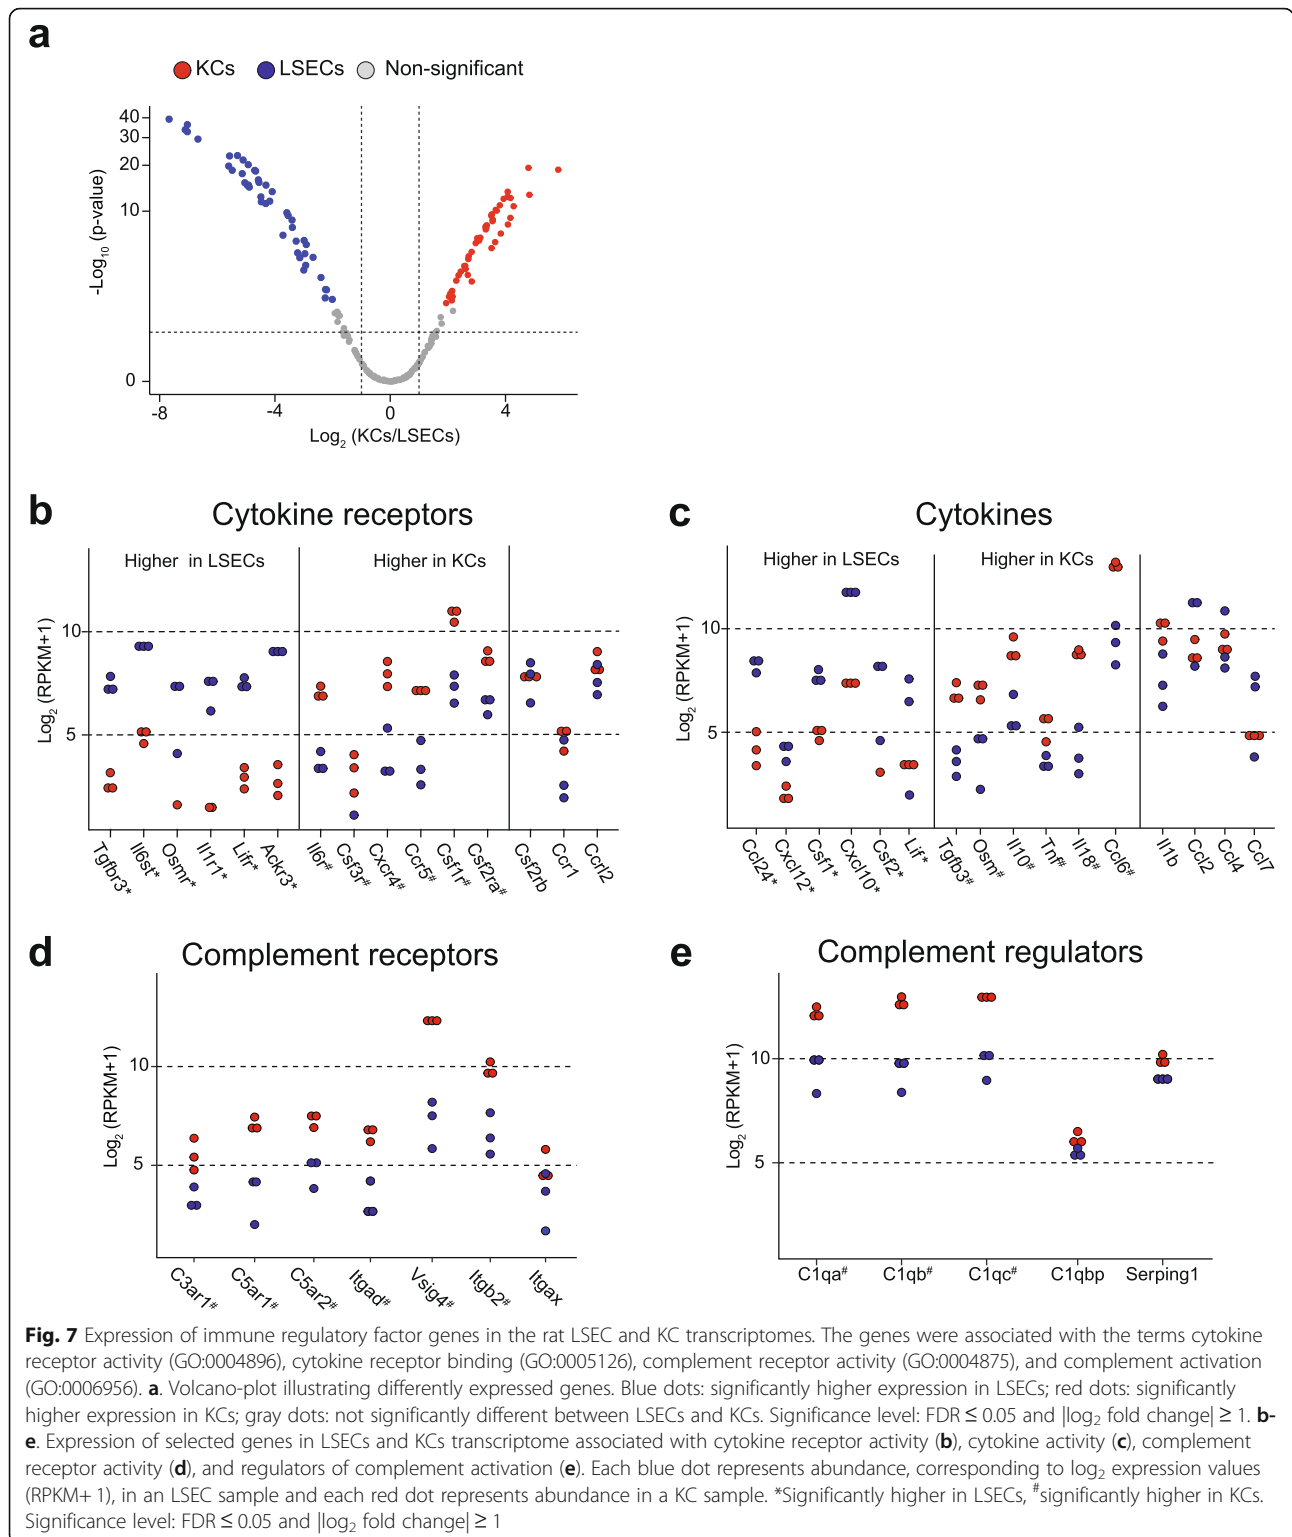 a
KCs LSECs Non-significant
40
30
20
10
0
-Log10 (p-value)
-8 -4 0 4
Log2 (KCs/LSECs)
b Cytokine receptors
Higher in LSECs Higher in KCs
10
5
Log2 (RPKM+1)
Tgfbr3* Il6st* Osmr* Il1r1* Lifr* Ackr3* Il6r# Csf3r# Cxcr4# Ccr5# Csf1r# Csf2ra# Csf2rb Ccr1 Ccrl2
c Cytokines
Higher in LSECs Higher in KCs
10
5
Log2 (RPKM+1)
Ccl24* Cxcl12* Csf1* Cxcl10* Csf2* Lif* Tgfb3# Osm# Il10# Tnf# Il18# Ccl6# Il1b Ccl2 Ccl4 Ccl7
d Complement receptors
10
5
Log2 (RPKM+1)
C3ar1# C5ar1# C5ar2# Itgad# Vsig4# Itgb2# Itgax
e Complement regulators
10
5
Log2 (RPKM+1)
C1qa# C1qb# C1qc# C1qbp Serping1
Fig. 7 Expression of immune regulatory factor genes in the rat LSEC and KC transcriptomes. The genes were associated with the terms cytokine
receptor activity (GO:0004896), cytokine receptor binding (GO:0005126), complement receptor activity (GO:0004875), and complement activation
(GO:0006956). a. Volcano-plot illustrating differently expressed genes. Blue dots: significantly higher expression in LSECs; red dots: significantly
higher expression in KCs; gray dots: not significantly different between LSECs and KCs. Significance level: FDR ≤ 0.05 and |log2 fold change| ≥ 1. b-
e. Expression of selected genes in LSECs and KCs transcriptome associated with cytokine receptor activity (b), cytokine activity (c), complement
receptor activity (d), and regulators of complement activation (e). Each blue dot represents abundance, corresponding to log2 expression values
(RPKM+ 1), in an LSEC sample and each red dot represents abundance in a KC sample. *Significantly higher in LSECs, #significantly higher in KCs.
Significance level: FDR ≤ 0.05 and |log2 fold change| ≥ 1